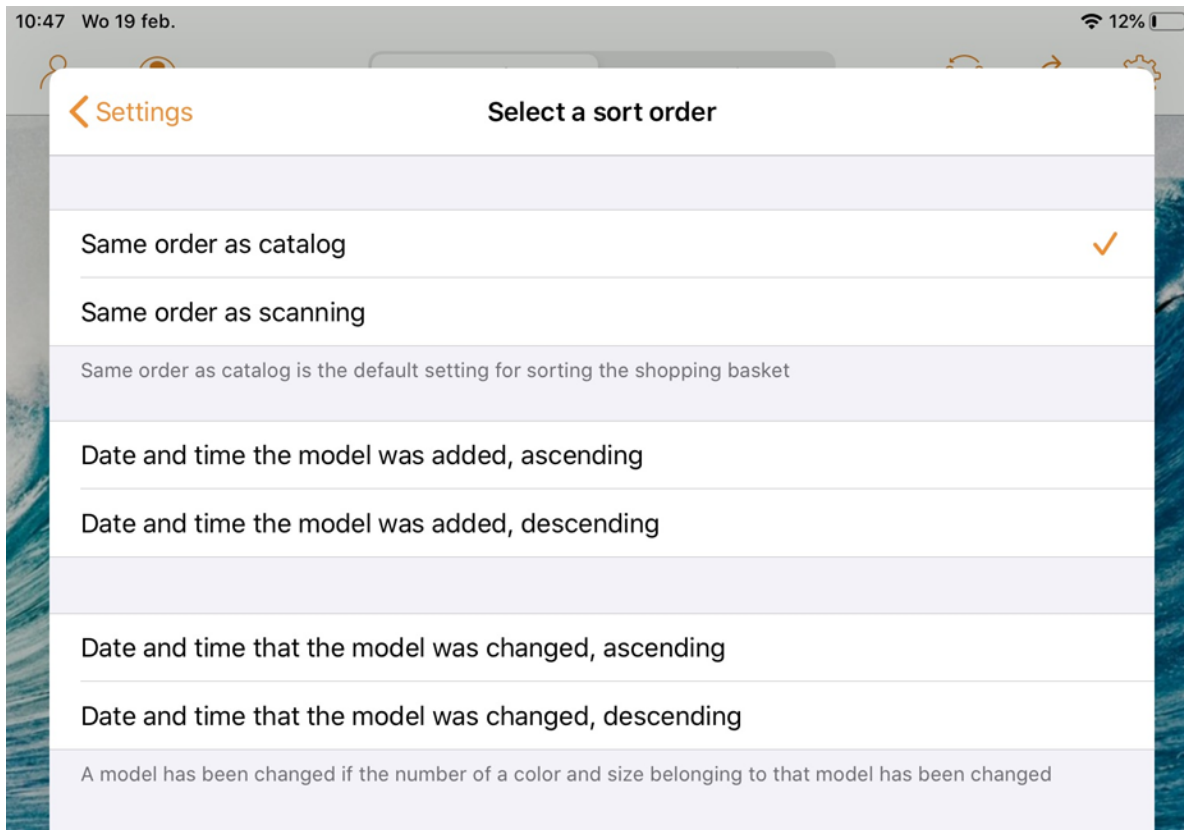 10:47 Wo 19 feb. 12%
Settings Select a sort order
Same order as catalog
Same order as scanning
Same order as catalog is the default setting for sorting the shopping basket
Date and time the model was added, ascending
Date and time the model was added, descending
Date and time that the model was changed, ascending
Date and time that the model was changed, descending
A model has been changed if the number of a color and size belonging to that model has been changed